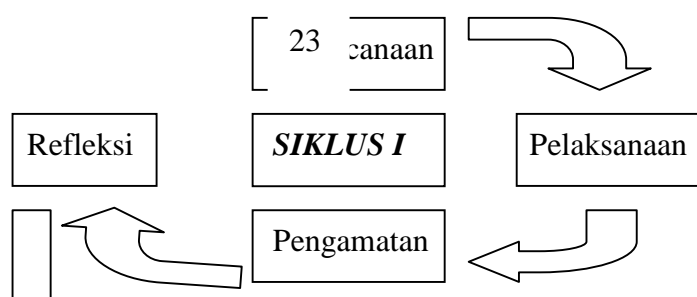 23 canaan
Refleksi
SIKLUS I
Pelaksanaan
Pengamatan